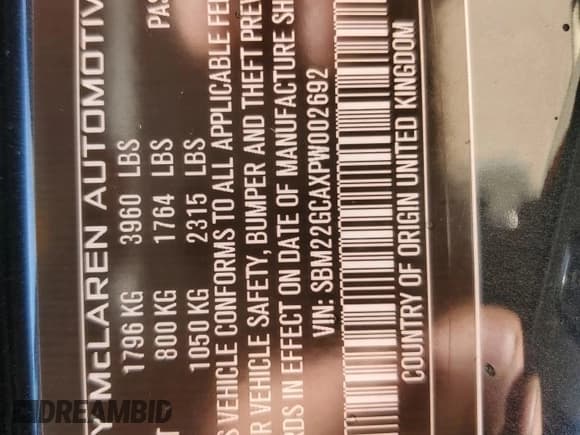 Y McLAREN AUTOMOTIV
1796 KG 3960 LBS
800 KG 1764 LBS PAS
1050 KG 2315 LBS
S VEHICLE CONFORMS TO ALL APPLICABLE FE
R VEHICLE SAFETY, BUMPER AND THEFT PREV
RDS IN EFFECT ON DATE OF MANUFACTURE SH
VIN: SBM22GCAXPW002692
COUNTRY OF ORIGIN UNITED KINGDOM
DREAMBID